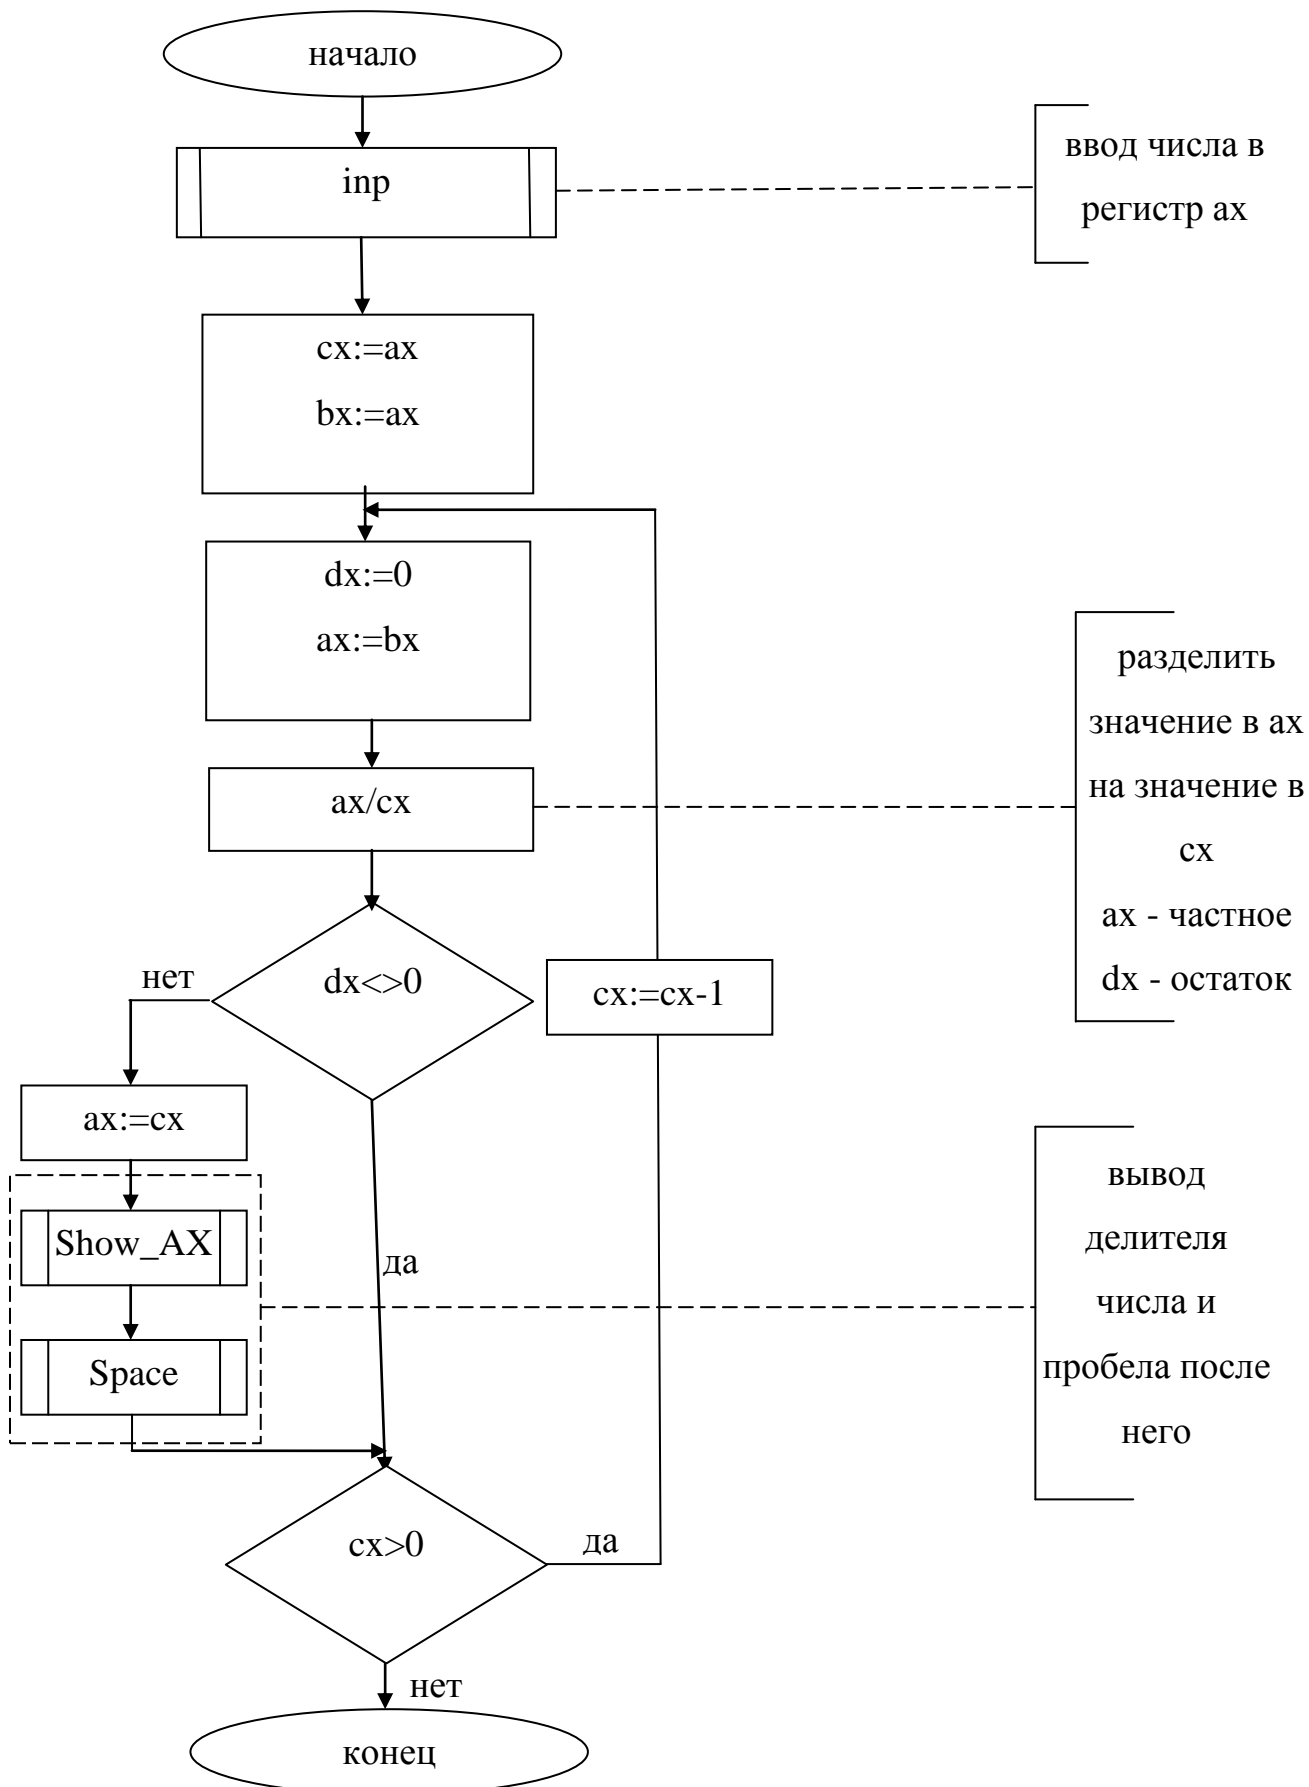 начало
inp
ввод числа в
регистр ax
cx:=ax
bx:=ax
dx:=0
ax:=bx
ax/cx
разделить
значение в ax
на значение в
cx
ax - частное
dx - остаток
dx<>0
нет
cx:=cx-1
ax:=cx
Show_AX
Space
да
вывод
делителя
числа и
пробела после
него
cx>0
да
нет
конец